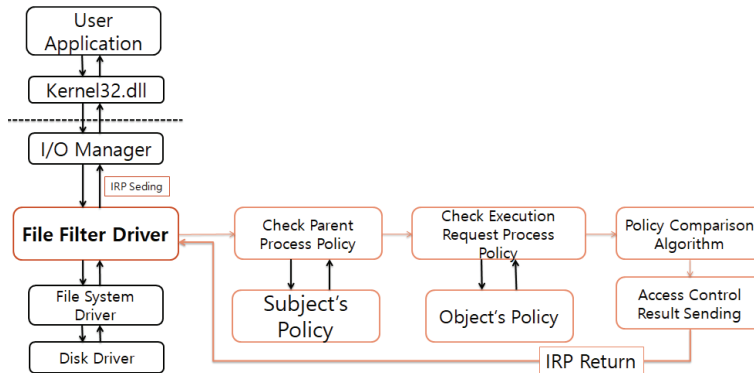 User
Application
Kernel32.dll
I/O Manager
IRP Seding
File Filter Driver
Check Parent
Process Policy
Check Execution
Request Process
Policy
Policy Comparison
Algorithm
Subject's
Policy
Object's Policy
Access Control
Result Sending
File System
Driver
Disk Driver
IRP Return